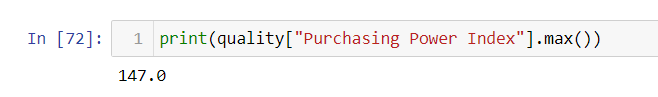 In [72]: 1 print(quality["Purchasing Power Index"].max())
147.0